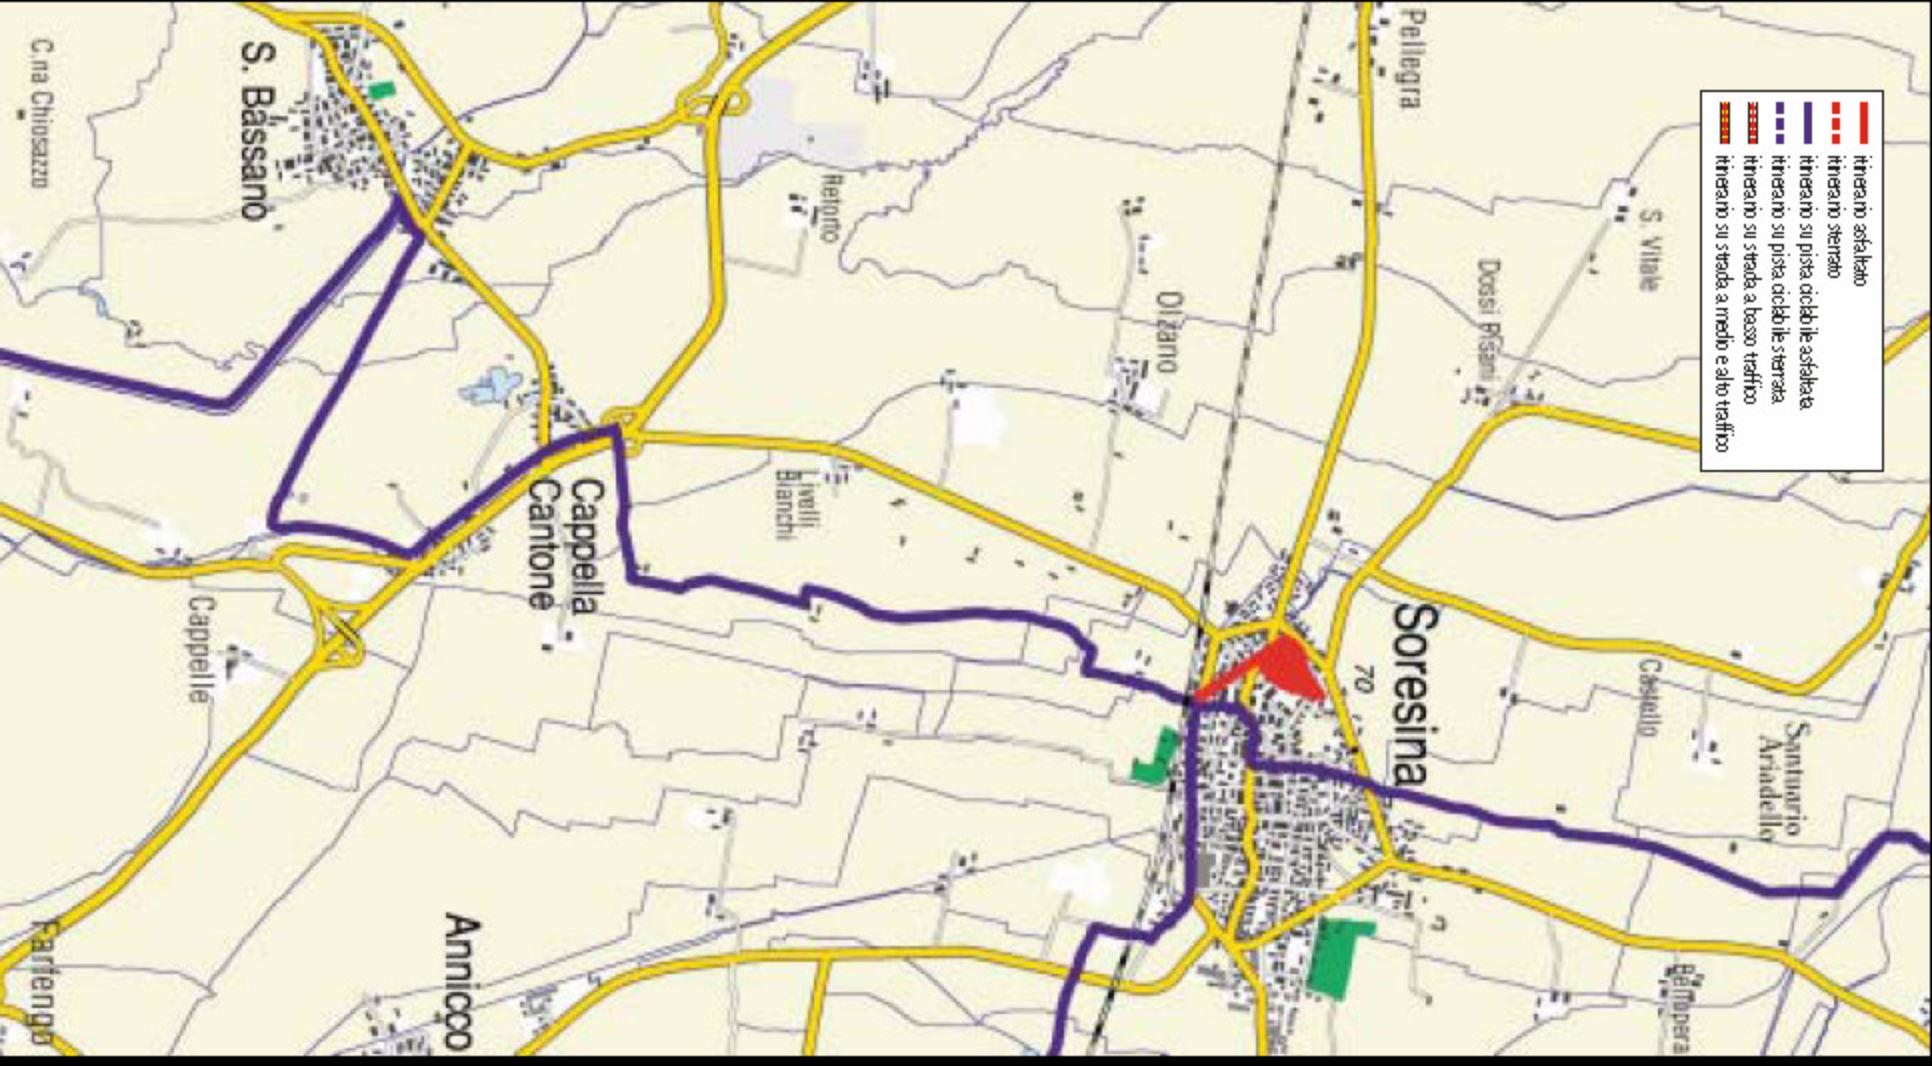 itinerario asfaltato
itinerario sterrato
itinerario su pista ciclabile asfaltata
itinerario su pista ciclabile sterrata
itinerario su strada a basso traffico
itinerario su strada a medio e alto traffico
Pellegra
S. Vitale
Dossi Pisani
Olzano
Retorto
S. Bassano
C.na Chiosazzo
Soresina
70
Castello
Santuario
Ariadello
Livelli
Bianchi
Cappella
Cantone
Cappelle
Annico
Farfengo